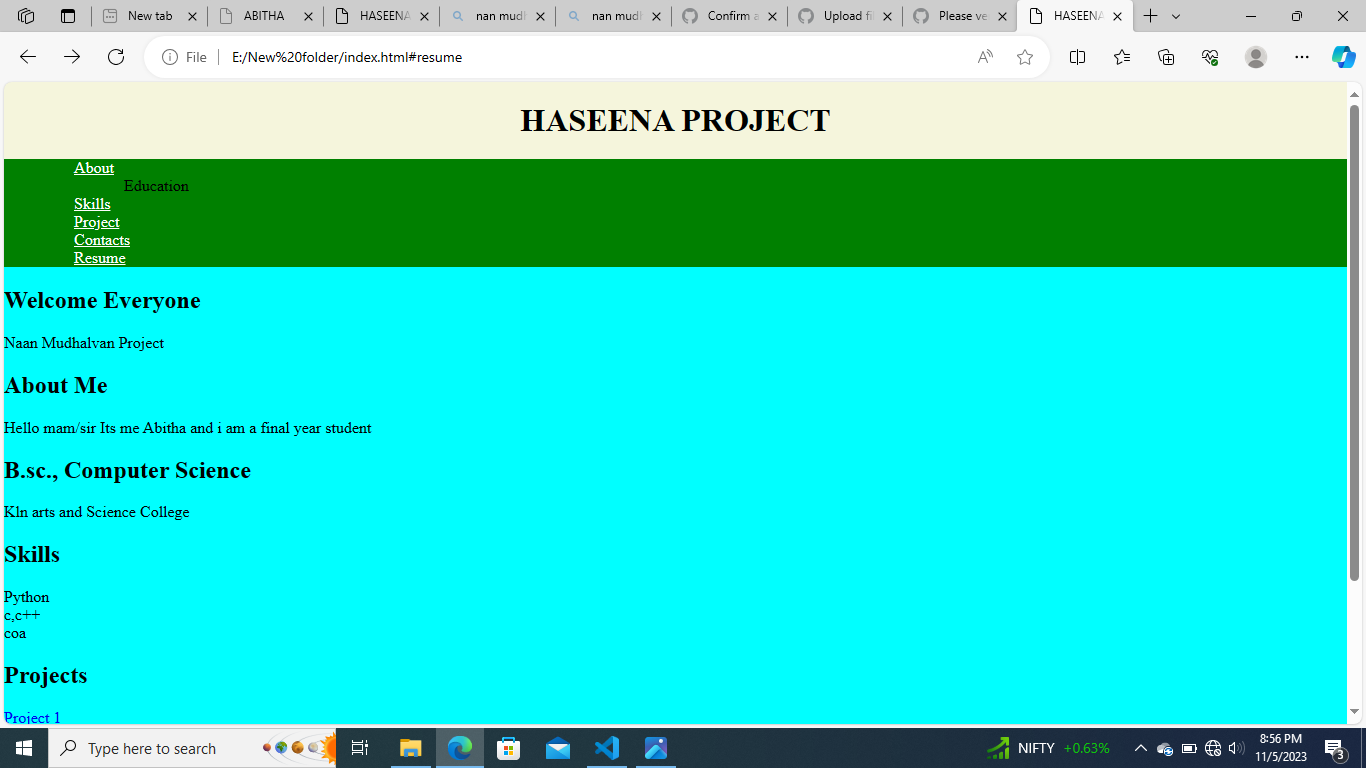 New tab
ABITHA
HASEENA
nan mudh
nan mudh
Confirm a
Upload fi
Please ve
HASEENA
File
E:/New%20folder/index.html#resume
HASEENA PROJECT
About
Education
Skills
Project
Contacts
Resume
Welcome Everyone
Naan Mudhalvan Project
About Me
Hello mam/sir Its me Abitha and i am a final year student
B.sc., Computer Science
Kln arts and Science College
Skills
Python
c,c++
coa
Projects
Project 1
Type here to search
NIFTY +0.63%
8:56 PM
11/5/2023
3